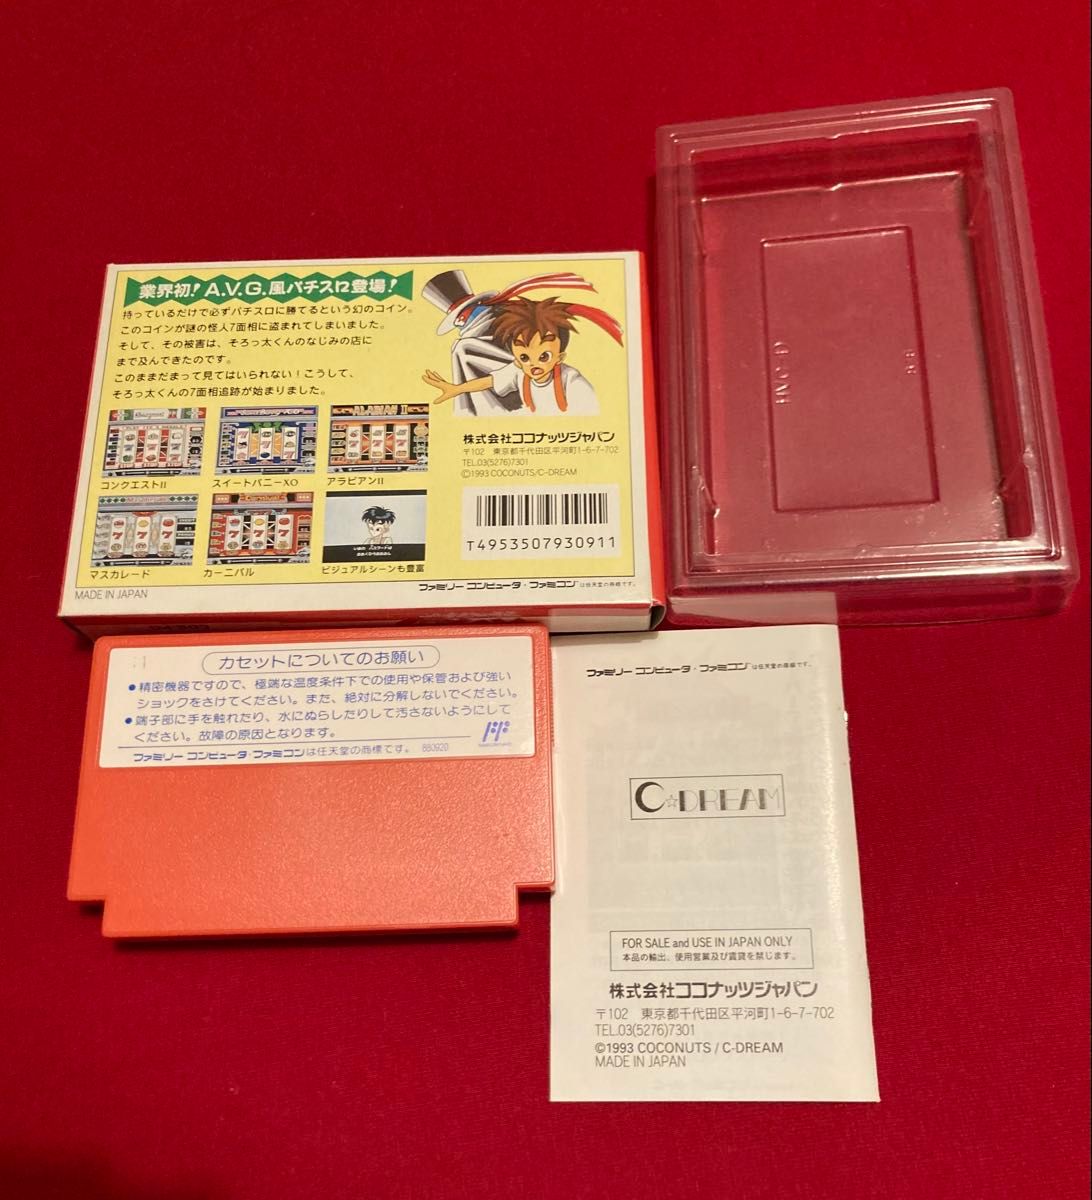 業界初! A.V.G.風パチスロ登場!
持っているだけで必ずパチスロに勝てるという幻のコイン。
このコインが謎の怪人7面相に盗まれてしまいました。
そして、その被害は、そろっ太くんのなじみの店に
まで及んできたのです。
このままだまって見てはいられない!こうして、
そろっ太くんの7面相追跡が始まりました。
ALABIAN II
コンクエストII
スイートバニーXO
アラビアンII
Carnival
マスカレード
カーニバル
ビジュアルシーンも豊富
株式会社ココナッツジャパン
〒102 東京都千代田区平河町1-6-7-702
TEL.03(5276)7301
©1993 COCONUTS/C-DREAM
T4953507930911
MADE IN JAPAN
ファミリーコンピュータ・ファミコンは任天堂の商標です。
カセットについてのお願い
●精密機器ですので、極端な温度条件下での使用や保管および強い
ショックをさけてください。また、絶対に分解しないでください。
●端子部に手を触れたり、水にぬらしたりして汚さないようにして
ください。故障の原因となります。
ファミリーコンピュータ・ファミコンは任天堂の商標です。 880920
ファミリーコンピュータ・ファミコンは任天堂の商標です。
C☆DREAM
FOR SALE and USE IN JAPAN ONLY
本品の輸出、使用営業及び賃貸を禁じます。
株式会社ココナッツジャパン
〒102 東京都千代田区平河町1-6-7-702
TEL.03(5276)7301
©1993 COCONUTS / C-DREAM
MADE IN JAPAN